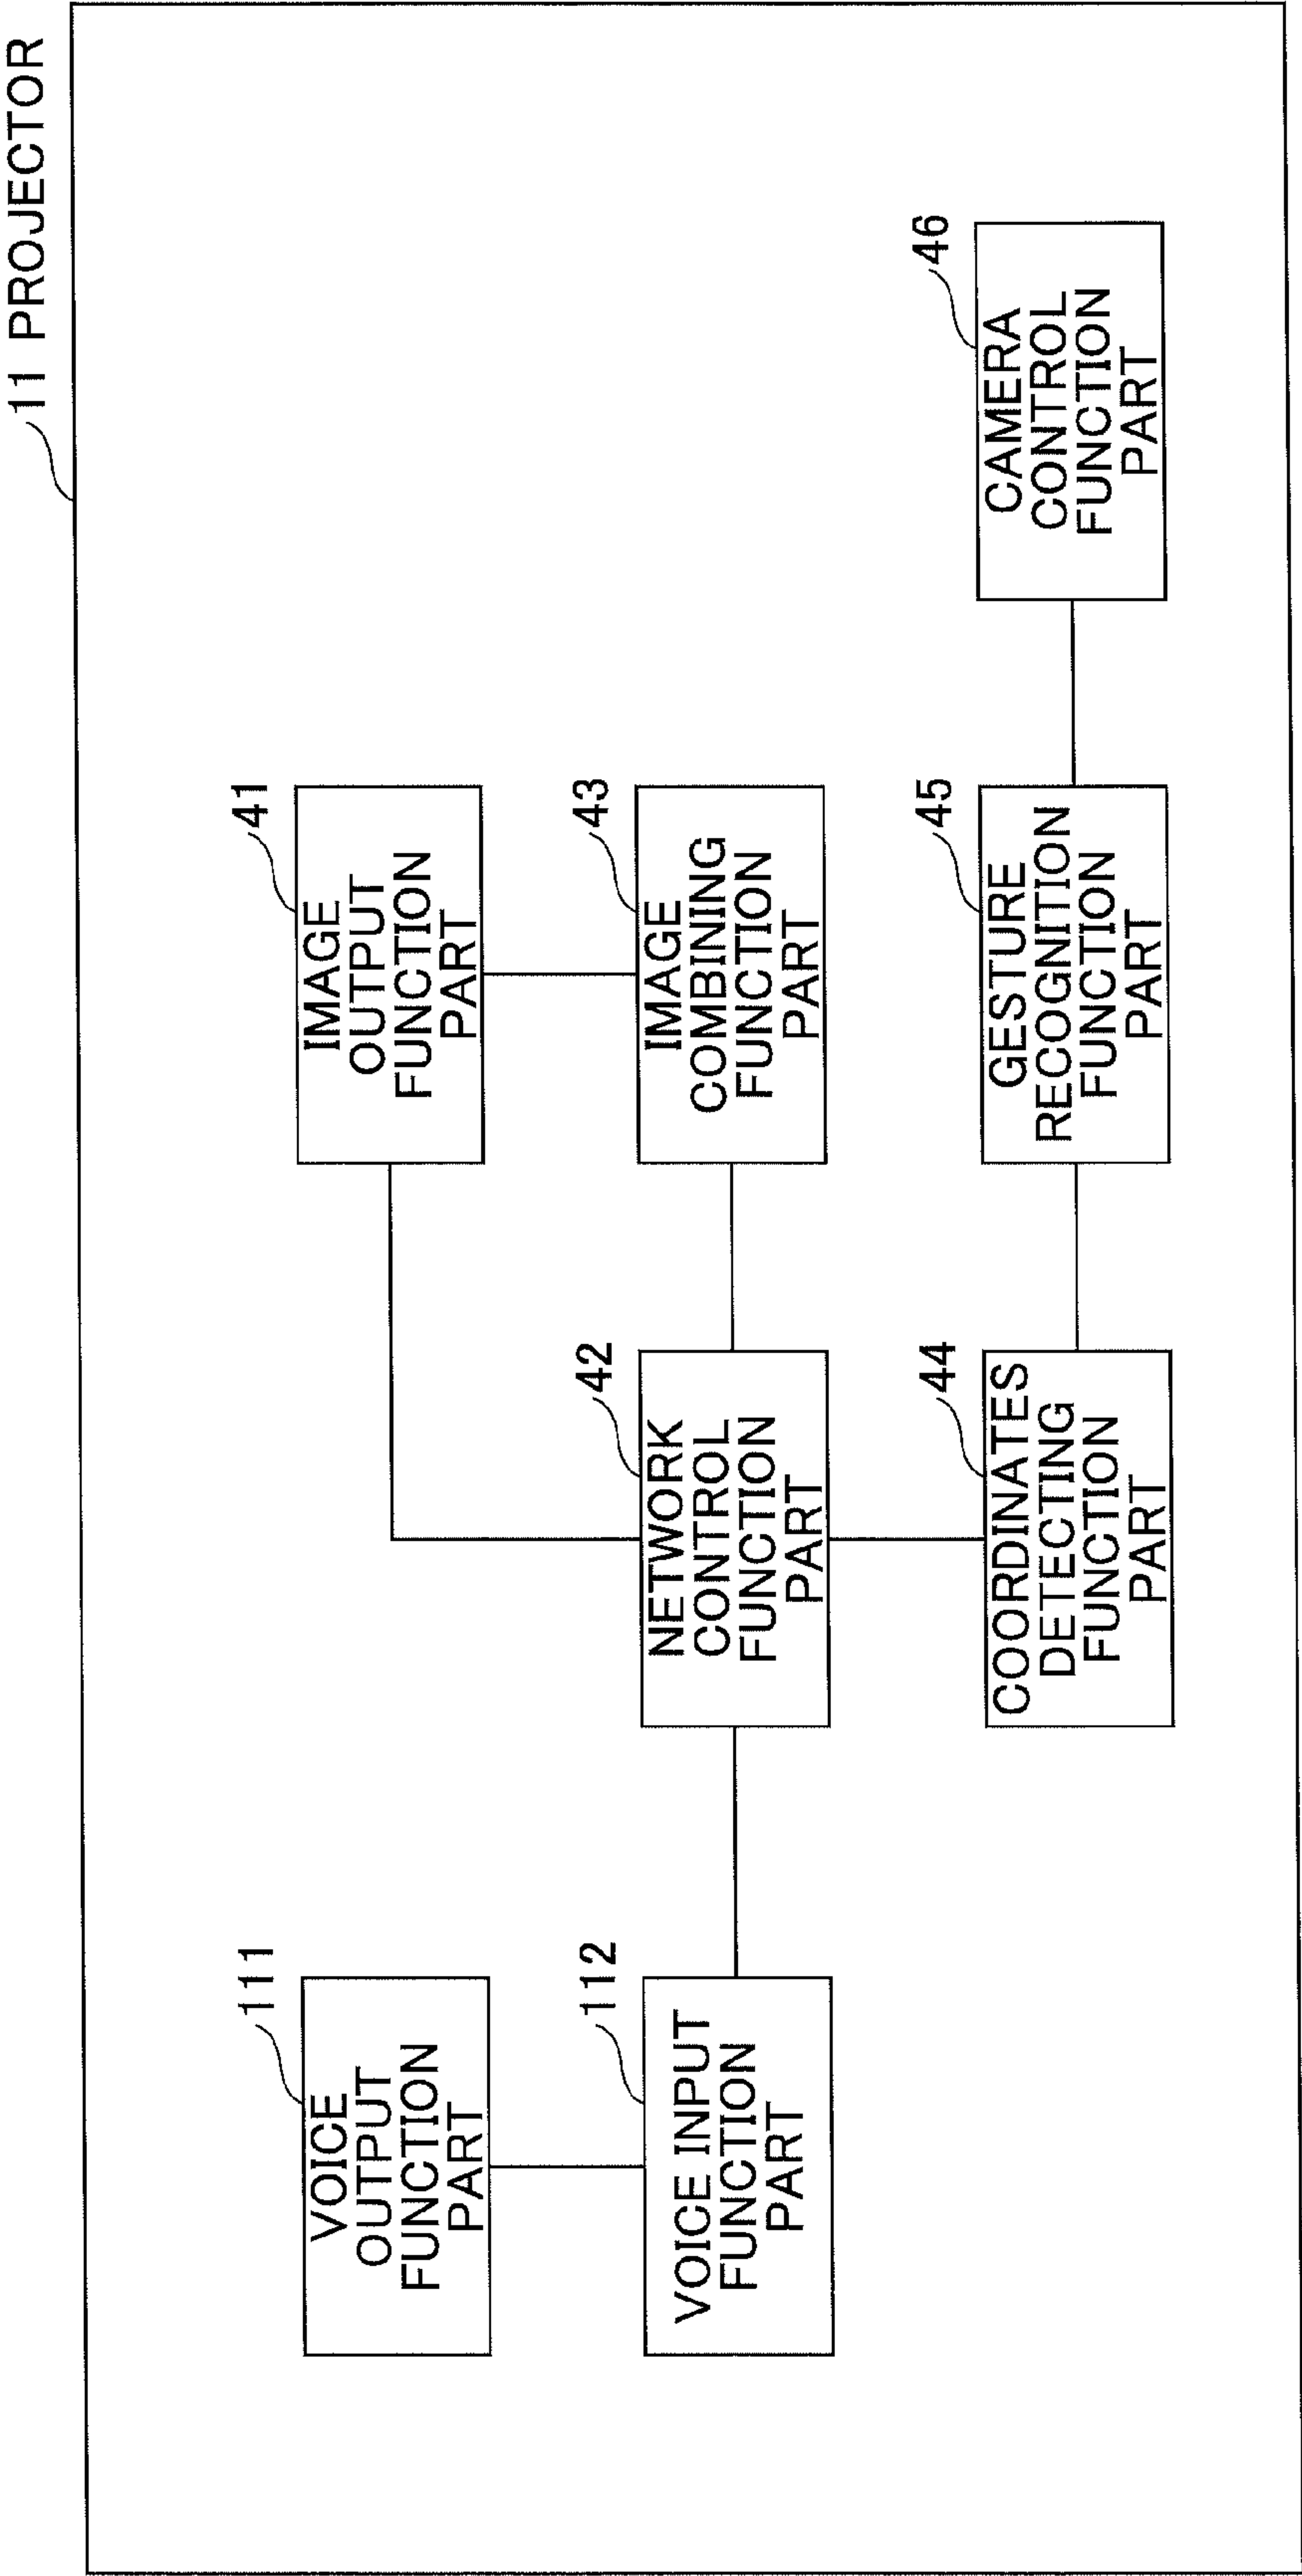 11 PROJECTOR
111
VOICE
OUTPUT
FUNCTION
PART
41
IMAGE
OUTPUT
FUNCTION
PART
112
VOICE INPUT
FUNCTION
PART
42
NETWORK
CONTROL
FUNCTION
PART
43
IMAGE
COMBINING
FUNCTION
PART
44
COORDINATES
DETECTING
FUNCTION
PART
45
GESTURE
RECOGNITION
FUNCTION
PART
46
CAMERA
CONTROL
FUNCTION
PART